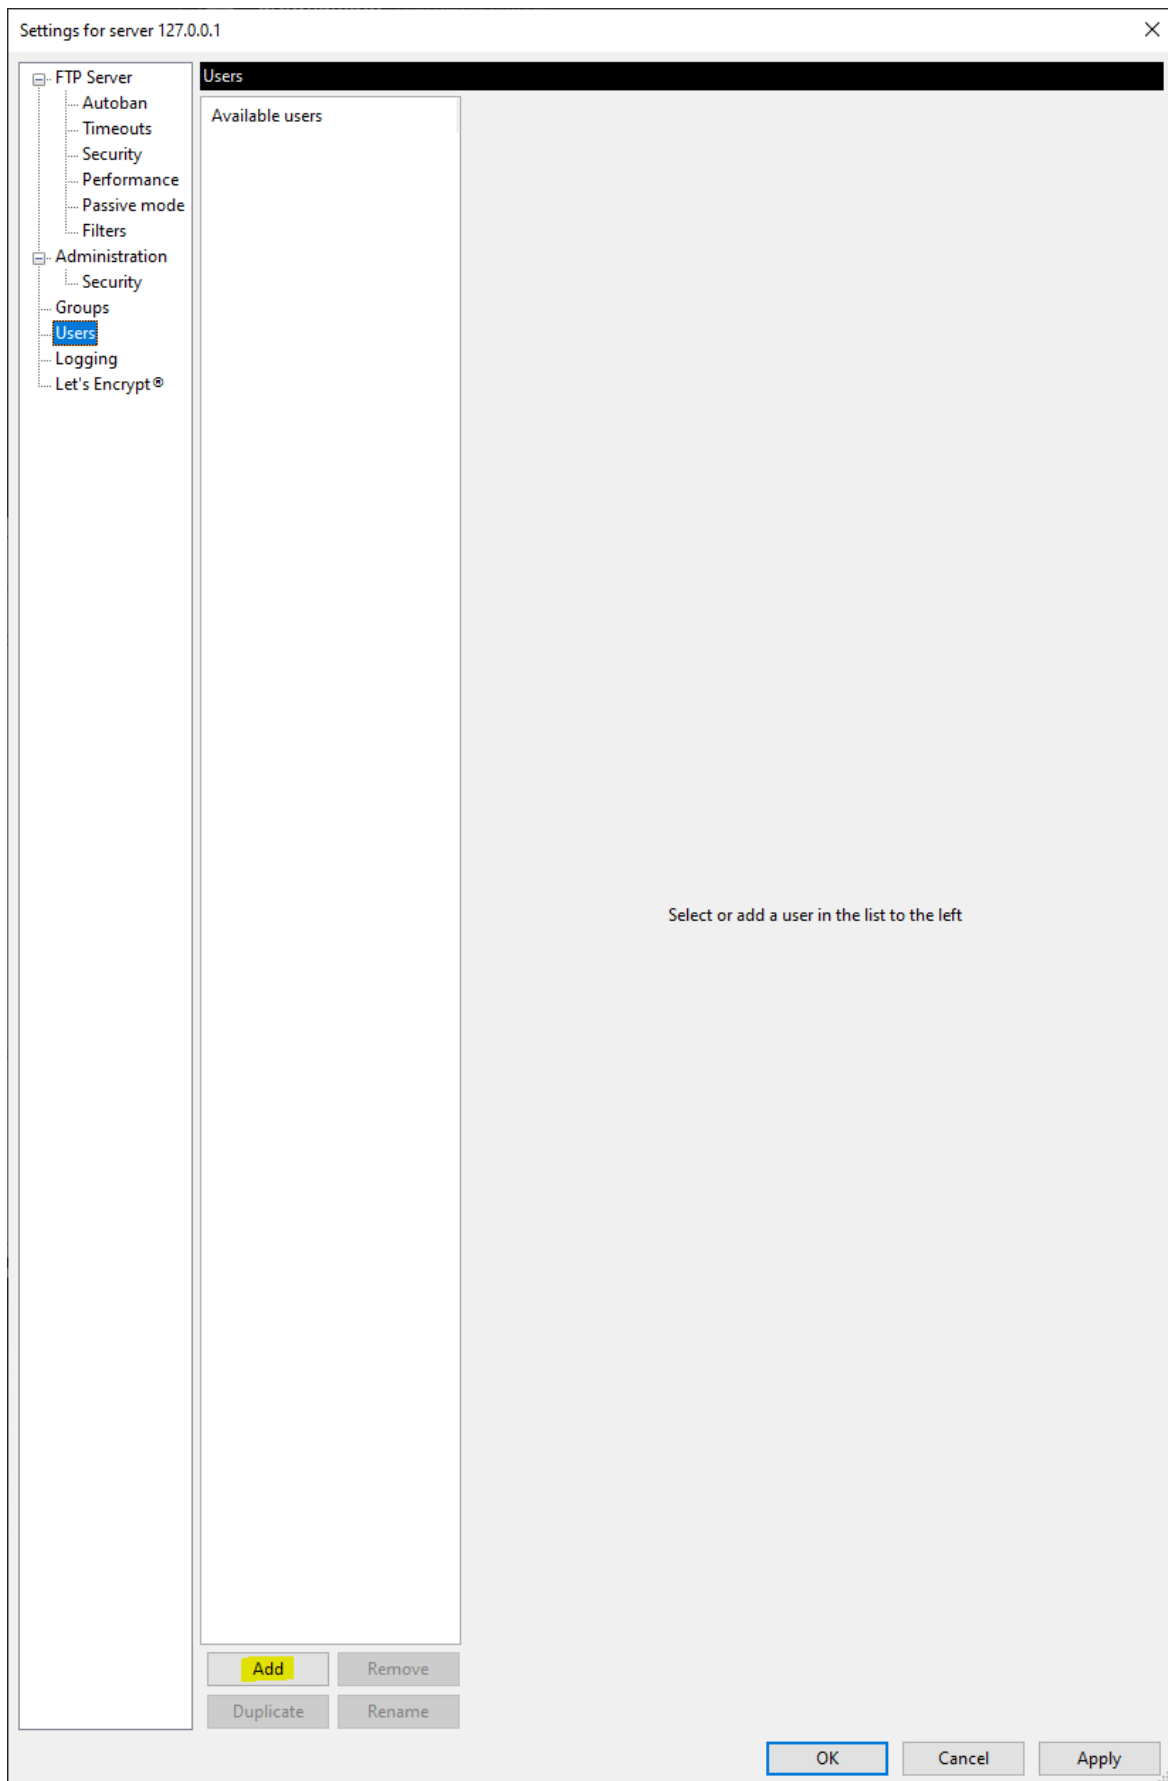 Settings for server 127.0.0.1
FTP Server
Autoban
Timeouts
Security
Performance
Passive mode
Filters
Administration
Security
Groups
Users
Logging
Let's Encrypt®
Users
Available users
Select or add a user in the list to the left
Add
Remove
Duplicate
Rename
OK
Cancel
Apply